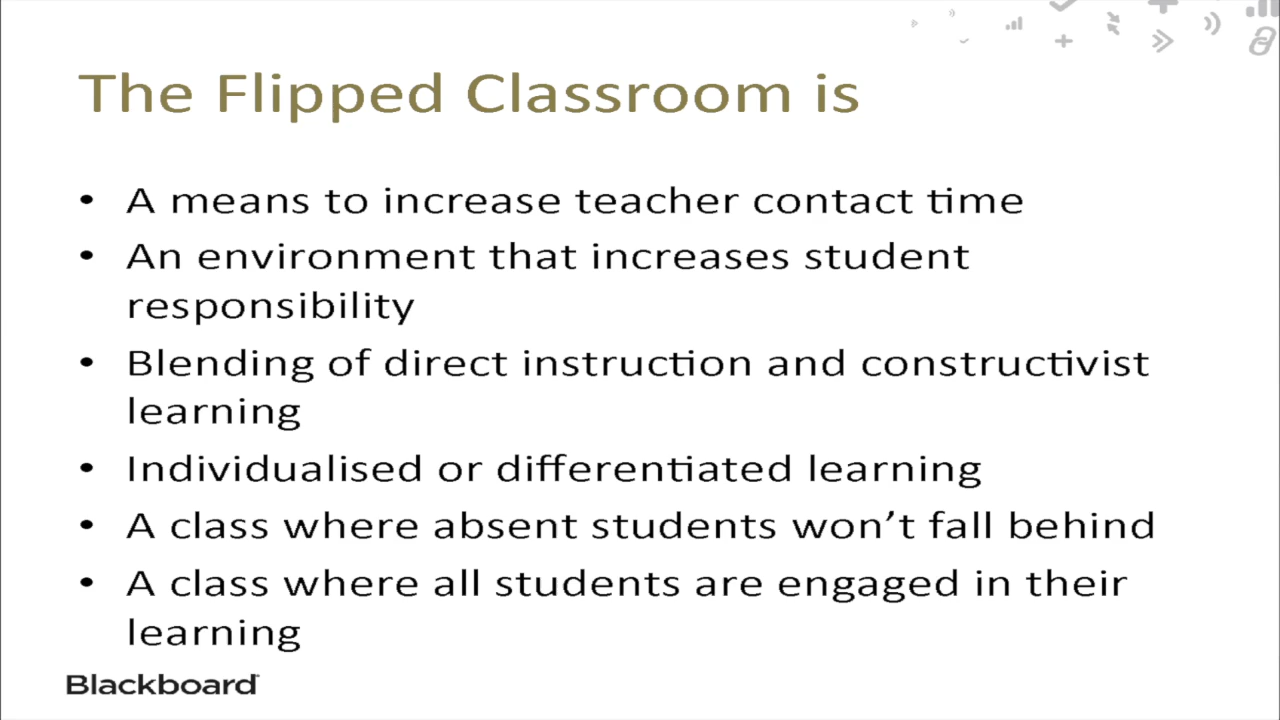 The Flipped Classroom is
• A means to increase teacher contact time
• An environment that increases student
responsibility
• Blending of direct instruction and constructivist
learning
• Individualised or differentiated learning
• A class where absent students won’t fall behind
• A class where all students are engaged in their
learning
Blackboard